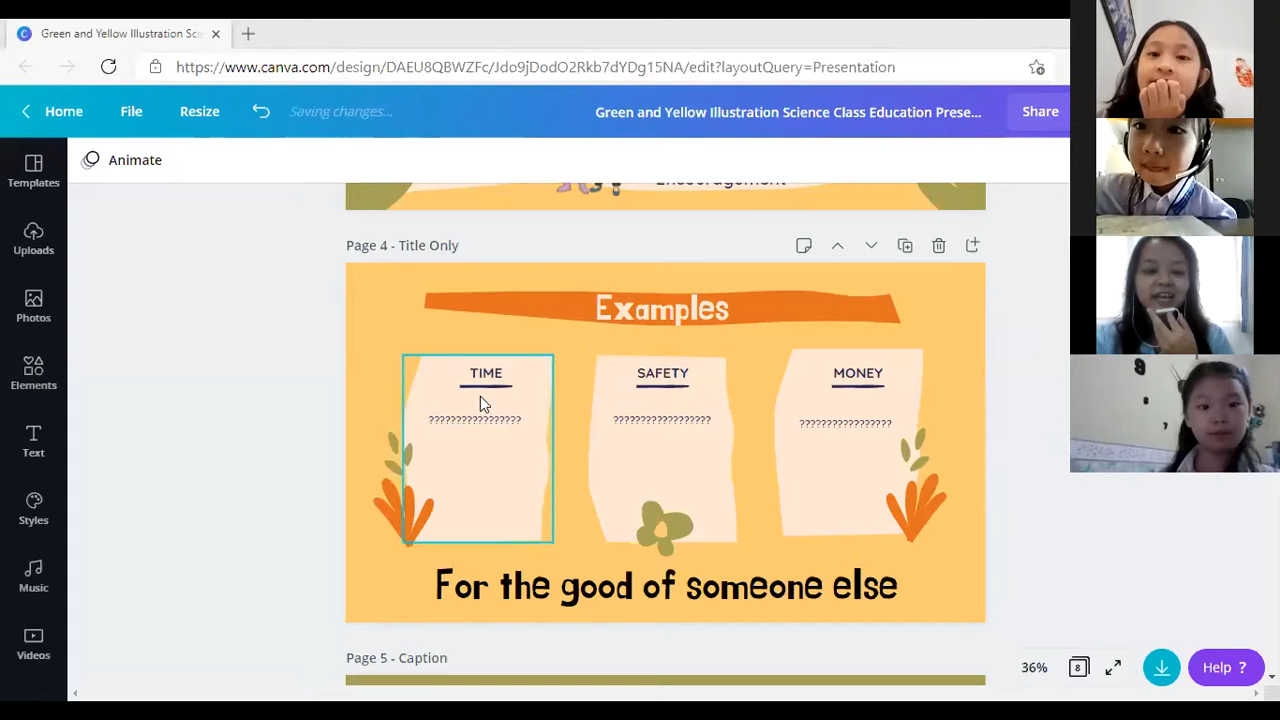 Green and Yellow Illustration Sci
https://www.canva.com/design/DAEU8QBWZFc/Jdo9jDodO2Rkb7dYDg15NA/edit?layoutQuery=Presentation
Home File Resize Saving changes... Green and Yellow Illustration Science Class Education Prese... Share
Animate
Templates
Uploads
Photos
Elements
Text
Styles
Music
Videos
Encouragement
Page 4 - Title Only
Examples
TIME SAFETY MONEY
????????????????? ?????????????????? ?????????????????
For the good of someone else
Page 5 - Caption
36% 8 Help ?